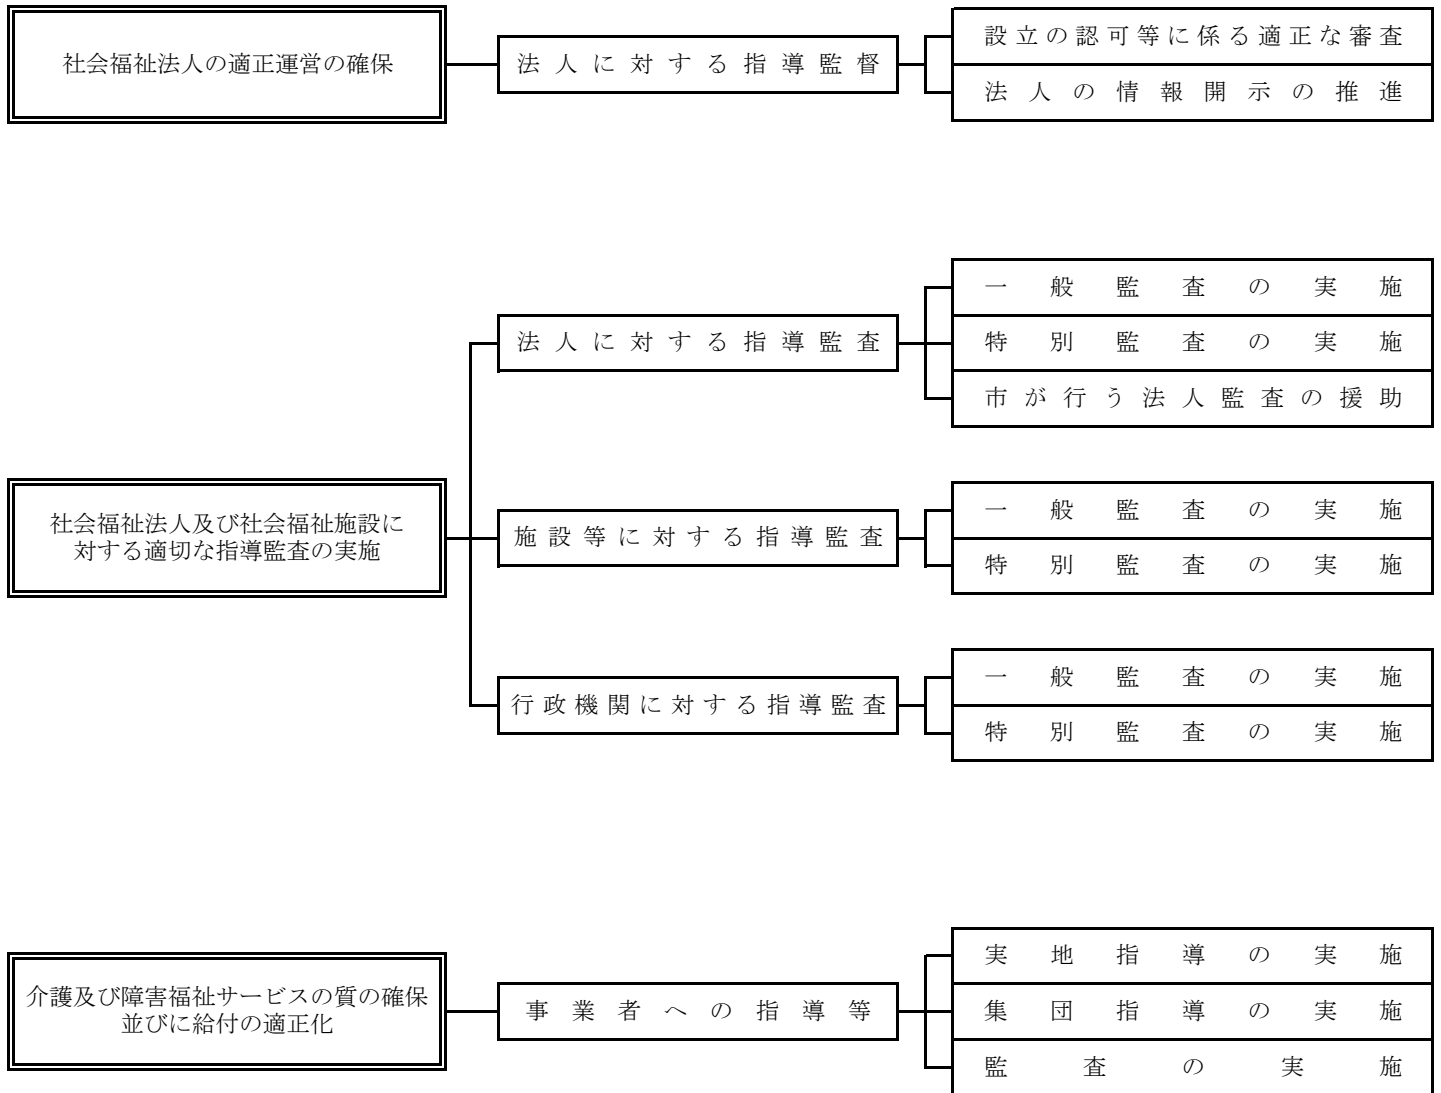 社会福祉法人の適正運営の確保
法人に対する指導監督
設立の認可等に係る適正な審査
法人の情報開示の推進
社会福祉法人及び社会福祉施設に
対する適切な指導監査の実施
法人に対する指導監査
一般監査の実施
特別監査の実施
市が行う法人監査の援助
施設等に対する指導監査
一般監査の実施
特別監査の実施
行政機関に対する指導監査
一般監査の実施
特別監査の実施
介護及び障害福祉サービスの質の確保
並びに給付の適正化
事業者への指導等
実地指導の実施
集団指導の実施
監査の実施